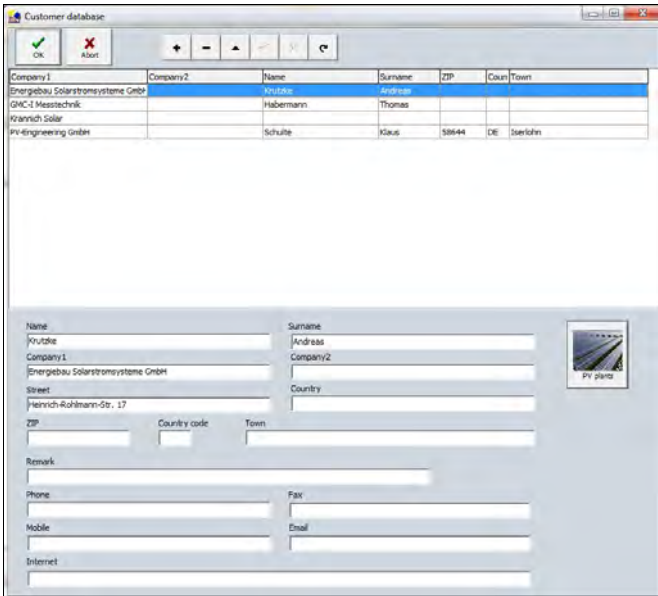 Customer database
OK
Abort
Company1 Company2 Name Surname ZIP Coun Town
Energiebau Solarstromsysteme GmbH Krutzke Andreas
GMC-I Messtechnik Habermann Thomas
Krannich Solar
PV-Engineering GmbH Schulte Klaus 58644 DE Iserlohn
Name Surname
Krutzke Andreas
Company1 Company2
Energiebau Solarstromsysteme GmbH
PV plants
Street Country
Heinrich-Rohlmann-Str. 17
ZIP Country code Town
Remark
Phone Fax
Mobile Email
Internet